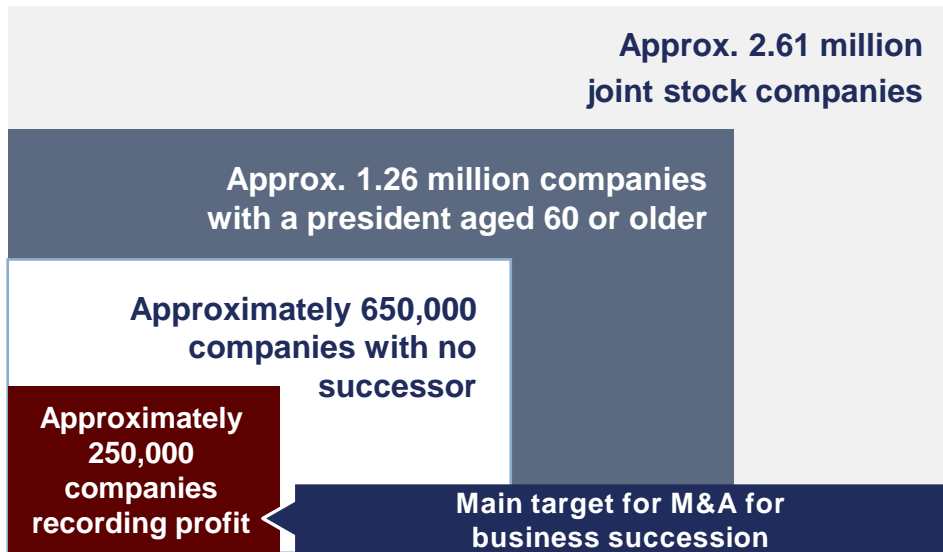 Approx. 2.61 million
joint stock companies
Approx. 1.26 million companies
with a president aged 60 or older
Approximately 650,000
companies with no
successor
Approximately
250,000
companies
recording profit
Main target for M&A for
business succession